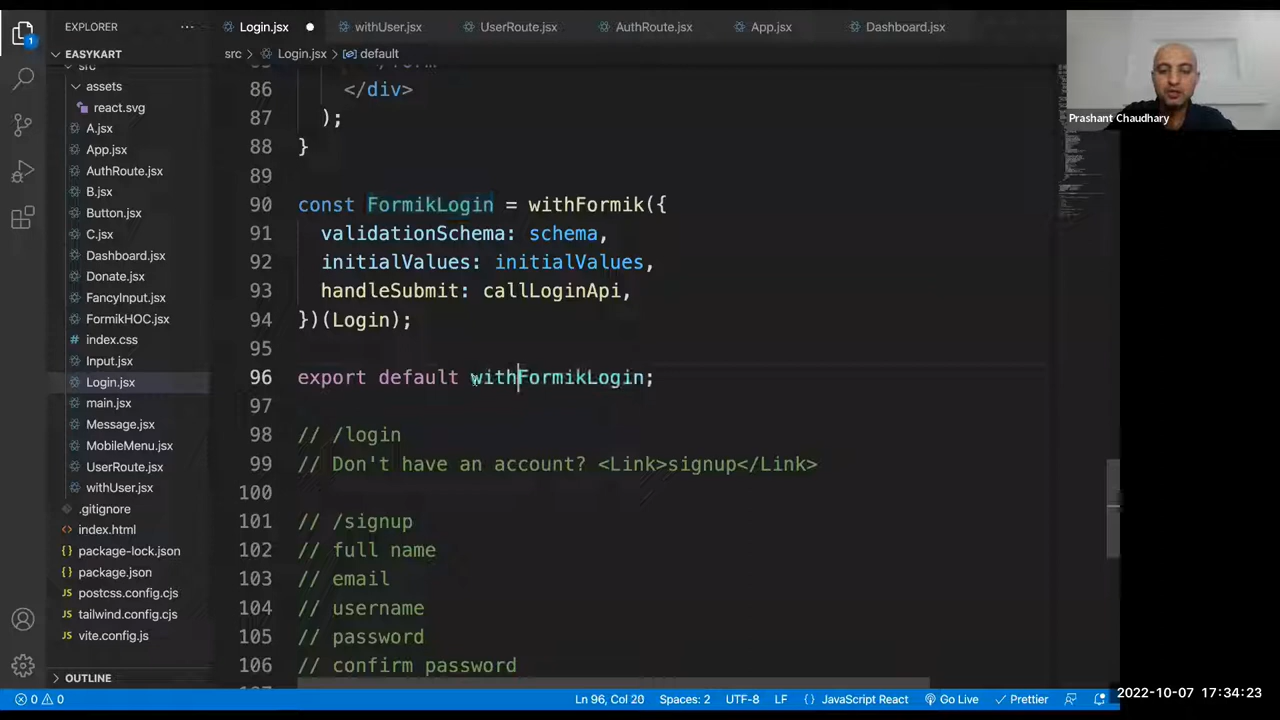 EXPLORER
Login.jsx
withUser.jsx
UserRoute.jsx
AuthRoute.jsx
App.jsx
Dashboard.jsx
EASYKART
src > Login.jsx > default
src
assets
react.svg
A.jsx
App.jsx
AuthRoute.jsx
B.jsx
Button.jsx
C.jsx
Dashboard.jsx
Donate.jsx
FancyInput.jsx
FormikHOC.jsx
index.css
Input.jsx
Login.jsx
main.jsx
Message.jsx
MobileMenu.jsx
UserRoute.jsx
withUser.jsx
.gitignore
index.html
package-lock.json
package.json
postcss.config.cjs
tailwind.config.cjs
vite.config.js
OUTLINE
86 </div>
87 );
88 }
89
90 const FormikLogin = withFormik({
91 validationSchema: schema,
92 initialValues: initialValues,
93 handleSubmit: callLoginApi,
94 })(Login);
95
96 export default withFormikLogin;
97
98 // /login
99 // Don't have an account? <Link>signup</Link>
100
101 // /signup
102 // full name
103 // email
104 // username
105 // password
106 // confirm password
Prashant Chaudhary
1
0 0
Ln 96, Col 20
Spaces: 2
UTF-8
LF
{} JavaScript React
Go Live
Prettier
2022-10-07 17:34:23